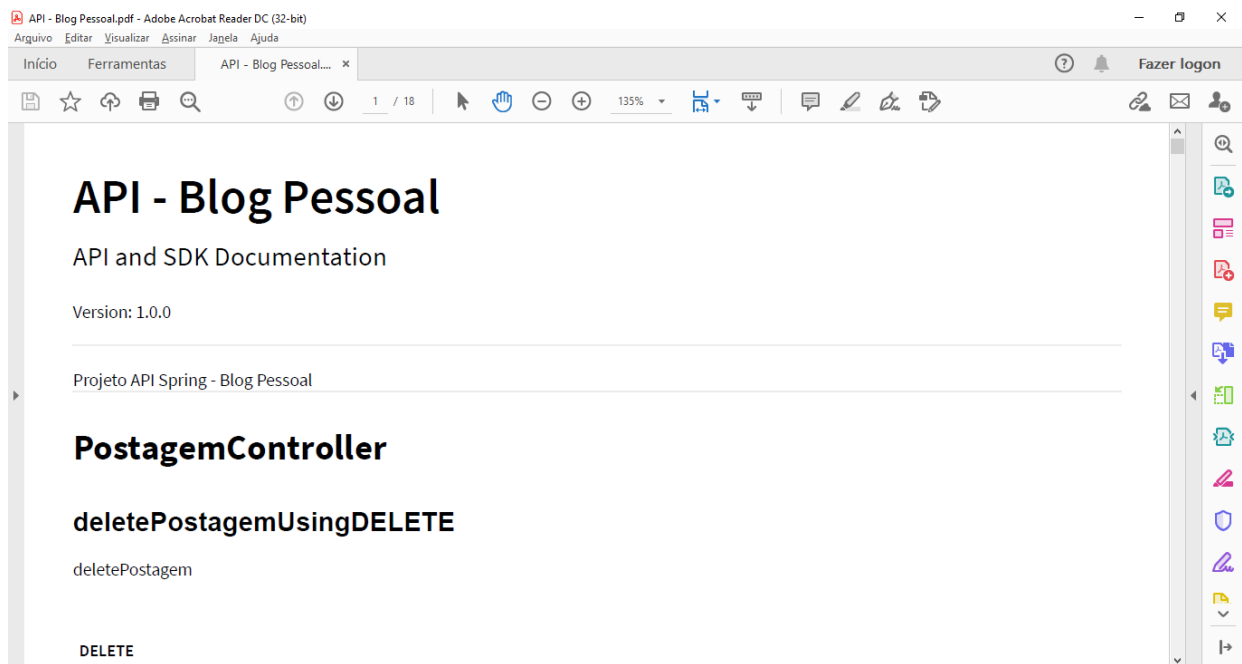 API - Blog Pessoal.pdf - Adobe Acrobat Reader DC (32-bit)
Arquivo Editar Visualizar Assinar Janela Ajuda
Início Ferramentas API - Blog Pessoal.... × Fazer logon
1 / 18 135%
API - Blog Pessoal
API and SDK Documentation
Version: 1.0.0
Projeto API Spring - Blog Pessoal
PostagemController
deletePostagemUsingDELETE
deletePostagem
DELETE